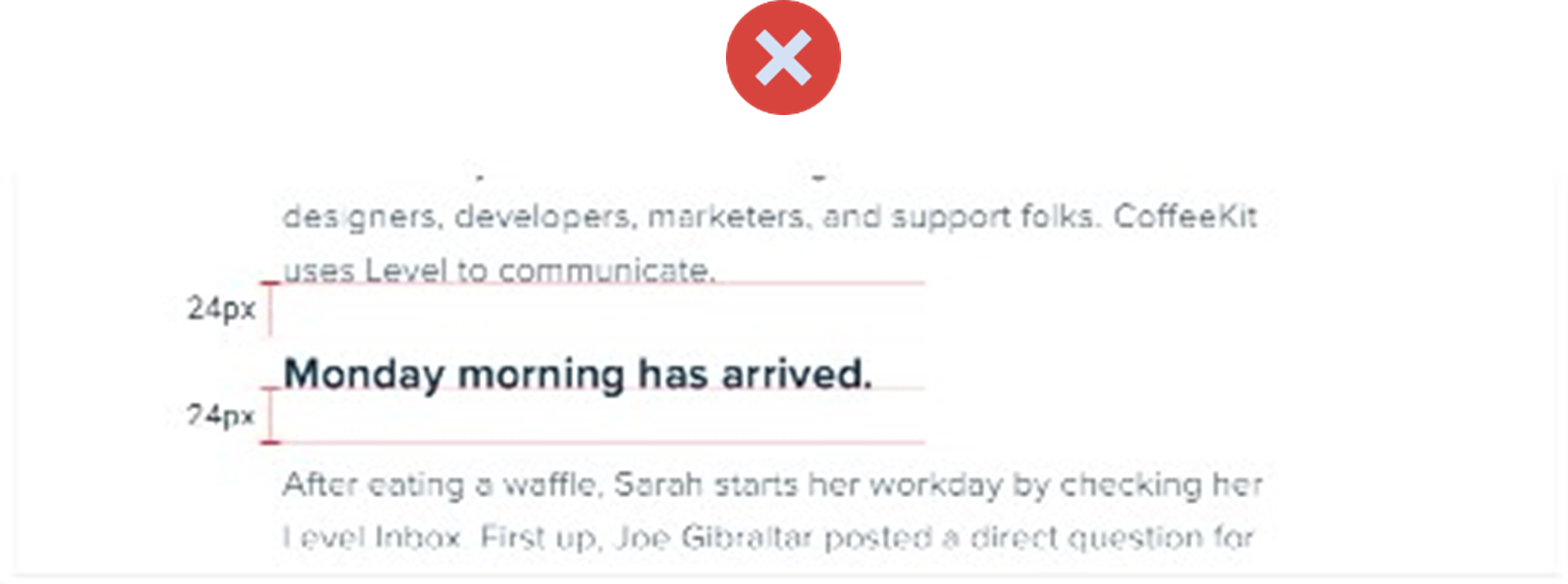 designers, developers, marketers, and support folks. CoffeeKit
uses Level to communicate.
24px
Monday morning has arrived.
24px
After eating a waffle, Sarah starts her workday by checking her
Level Inbox. First up, Joe Gibraltar posted a direct question for